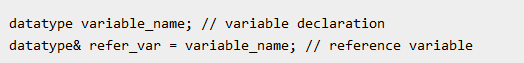 datatype variable_name; // variable declaration
datatype& refer_var = variable_name; // reference variable